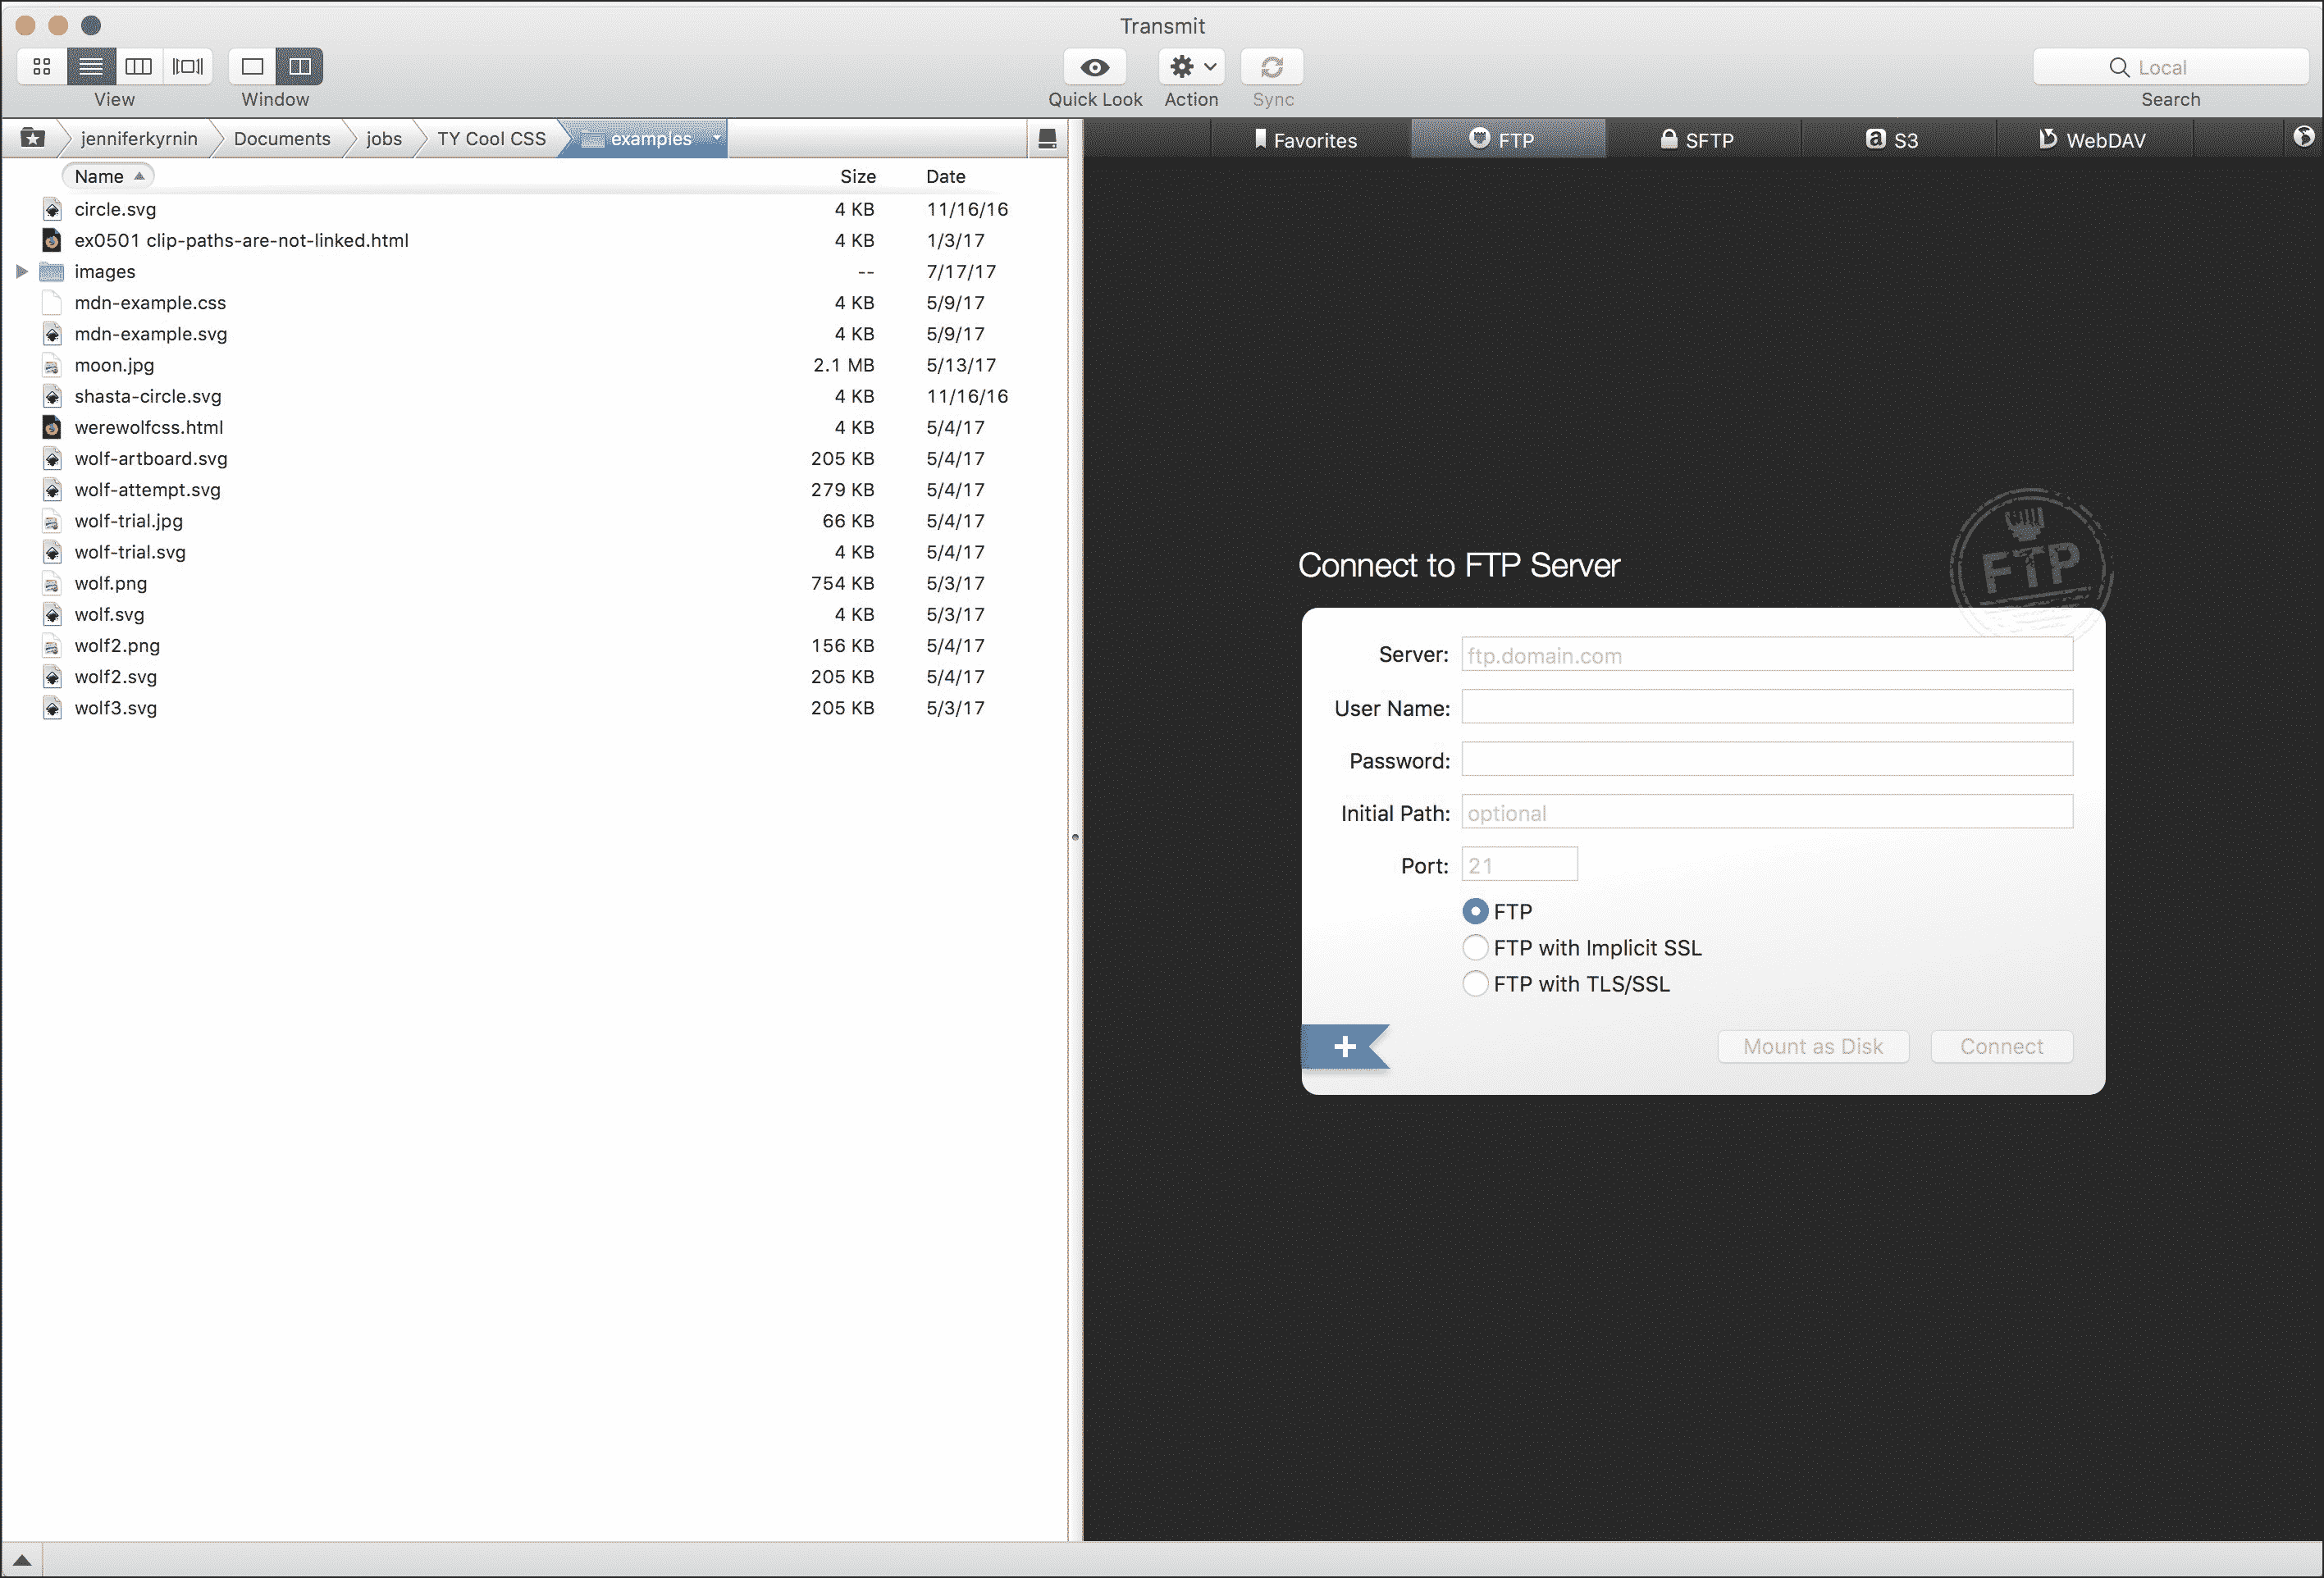 Transmit
View
Window
Quick Look
Action
Sync
Local
Search
jenniferkyrnin
Documents
jobs
TY Cool CSS
examples
Favorites
FTP
SFTP
S3
WebDAV
Name Size Date
circle.svg 4 KB 11/16/16
ex0501 clip-paths-are-not-linked.html 4 KB 1/3/17
images -- 7/17/17
mdn-example.css 4 KB 5/9/17
mdn-example.svg 4 KB 5/9/17
moon.jpg 2.1 MB 5/13/17
shasta-circle.svg 4 KB 11/16/16
werewolfcss.html 4 KB 5/4/17
wolf-artboard.svg 205 KB 5/4/17
wolf-attempt.svg 279 KB 5/4/17
wolf-trial.jpg 66 KB 5/4/17
wolf-trial.svg 4 KB 5/4/17
wolf.png 754 KB 5/3/17
wolf.svg 4 KB 5/3/17
wolf2.png 156 KB 5/4/17
wolf2.svg 205 KB 5/4/17
wolf3.svg 205 KB 5/3/17
Connect to FTP Server
FTP
Server: ftp.domain.com
User Name:
Password:
Initial Path: optional
Port: 21
FTP
FTP with Implicit SSL
FTP with TLS/SSL
Mount as Disk
Connect